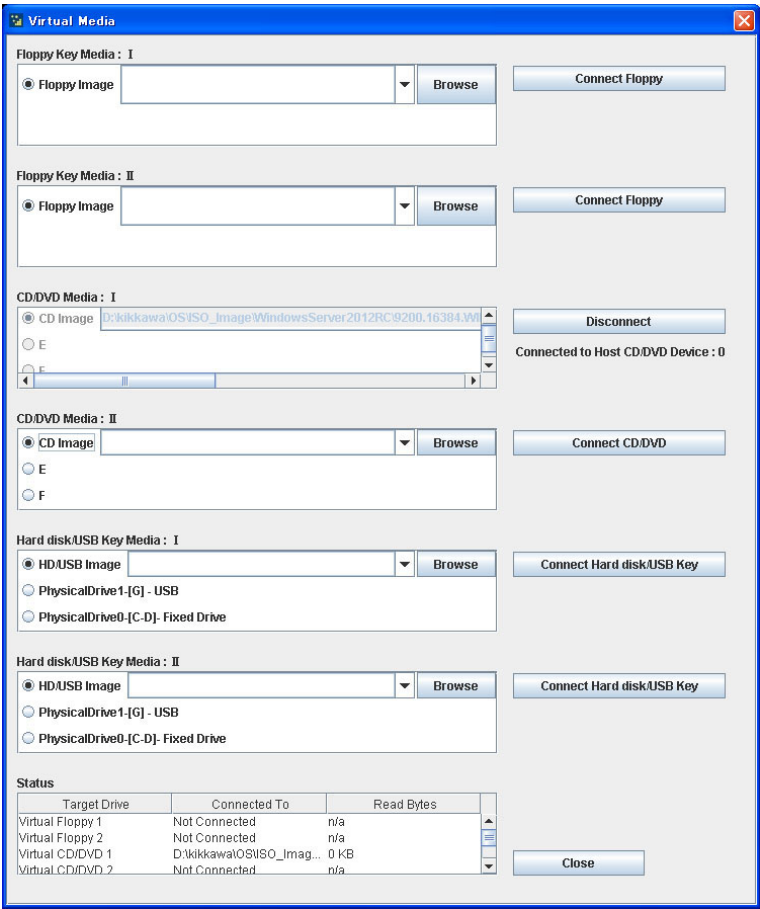 Virtual Media
Floppy Key Media : Ⅰ
Floppy Image Browse Connect Floppy
Floppy Key Media : Ⅱ
Floppy Image Browse Connect Floppy
CD/DVD Media : Ⅰ
CD Image D:\kikkawa\OS\ISO_Image\WindowsServer2012RC\9200.16384.WI
Disconnect
E
Connected to Host CD/DVD Device : 0
F
CD/DVD Media : Ⅱ
CD Image Browse Connect CD/DVD
E
F
Hard disk/USB Key Media : Ⅰ
HD/USB Image Browse Connect Hard disk/USB Key
PhysicalDrive1-[G] - USB
PhysicalDrive0-[C-D]- Fixed Drive
Hard disk/USB Key Media : Ⅱ
HD/USB Image Browse Connect Hard disk/USB Key
PhysicalDrive1-[G] - USB
PhysicalDrive0-[C-D]- Fixed Drive
Status
Target Drive Connected To Read Bytes
Virtual Floppy 1 Not Connected n/a
Virtual Floppy 2 Not Connected n/a
Virtual CD/DVD 1 D:\kikkawa\OS\ISO_Imag... 0 KB
Virtual CD/DVD 2 Not Connected n/a
Close